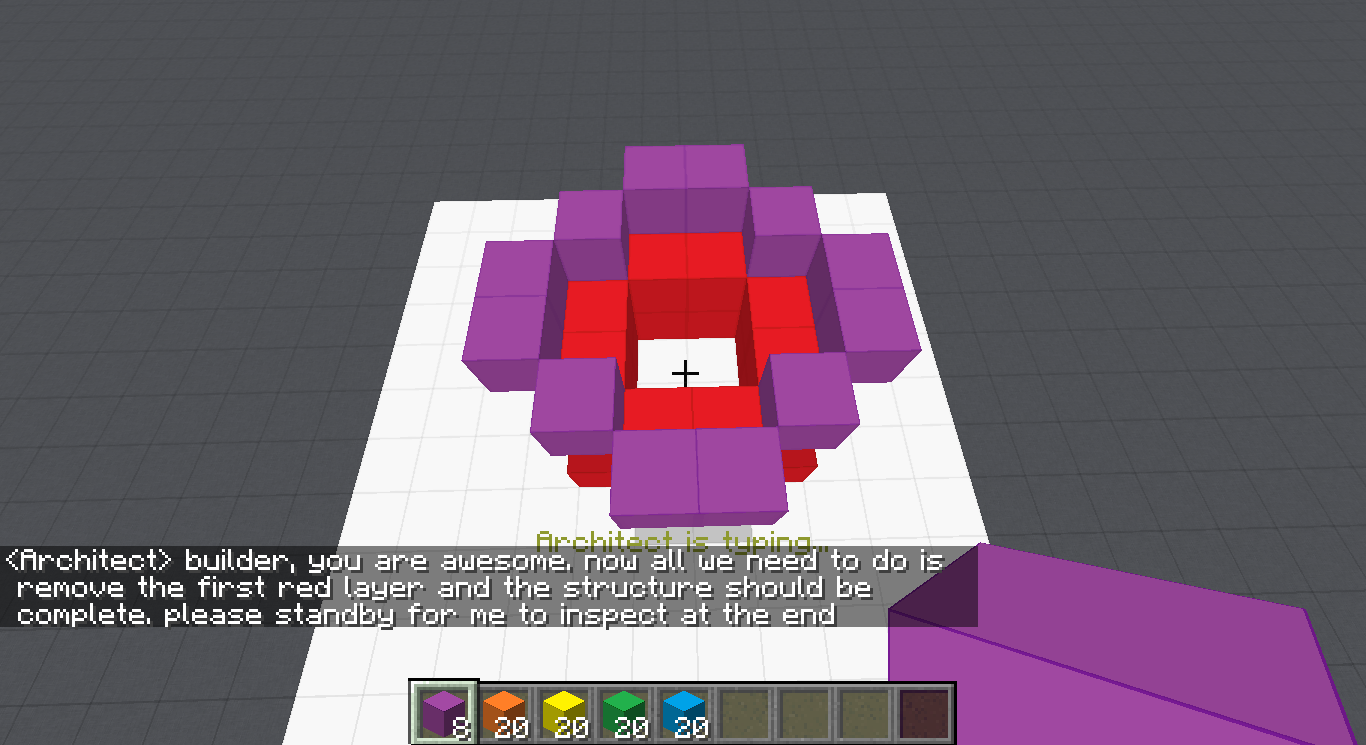 Architect is typing...
<Architect> builder, you are awesome. now all we need to do is
remove the first red layer and the structure should be
complete. please standby for me to inspect at the end
8 20 20 20 20